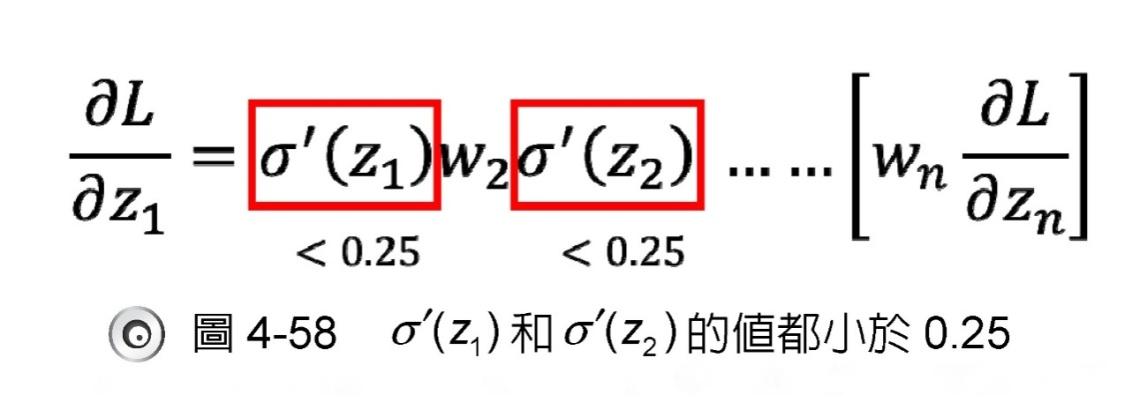 ∂L/∂z₁ = σ′(z₁)w₂σ′(z₂) … … [wₙ ∂L/∂zₙ]
< 0.25 < 0.25
圖 4-58 σ′(z₁) 和 σ′(z₂) 的值都小於 0.25